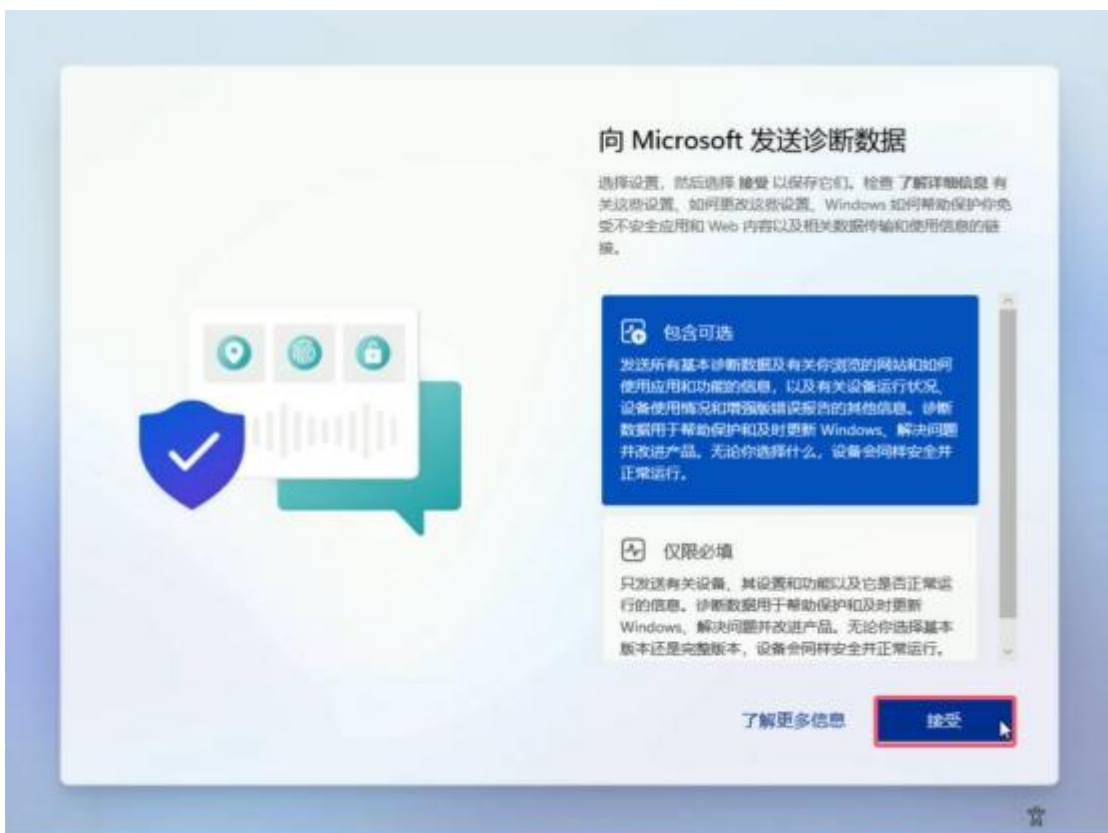 向 Microsoft 发送诊断数据
选择设置，然后选择 接受 以保存它们。检查 了解详细信息 有
关这些设置、如何更改这些设置、Windows 如何帮助保护你免
受不安全应用和 Web 内容以及相关数据传输和使用信息的链
接。
包含可选
发送所有基本诊断数据及有关你浏览的网站和如何
使用应用和功能的信息，以及有关设备运行状况、
设备使用情况和增强版错误报告的其他信息。诊断
数据用于帮助保护和及时更新 Windows、解决问题
并改进产品。无论你选择什么，设备会同样安全并
正常运行。
仅限必填
只发送有关设备、其设置和功能以及它是否正常运
行的信息。诊断数据用于帮助保护和及时更新
Windows、解决问题并改进产品。无论你选择基本
版本还是完整版本，设备会同样安全并正常运行。
了解更多信息
接受